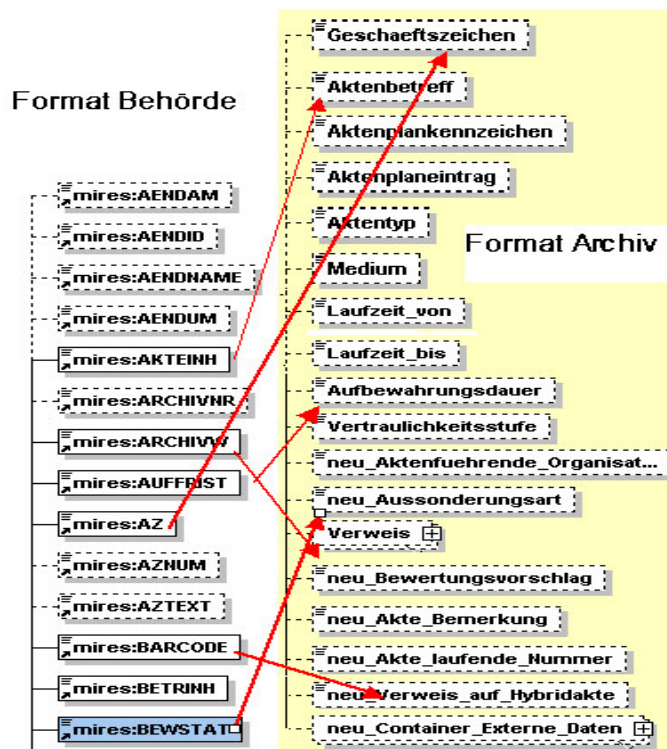 Format Behörde
mires:AENDAM
mires:AENDID
mires:AENDNAME
mires:AENDUM
mires:AKTEINH
mires:ARCHIVNR
mires:ARCHIVW
mires:AUFFRIST
mires:AZ
mires:AZNUM
mires:AZTEXT
mires:BARCODE
mires:BETRINH
mires:BEWSTAT
Format Archiv
Geschaeftszeichen
Aktenbetreff
Aktenplankennzeichen
Aktenplaneintrag
Aktentyp
Medium
Laufzeit_von
Laufzeit_bis
Aufbewahrungsdauer
Vertraulichkeitsstufe
neu_Aktenfuehrende_Organisat...
neu_Aussonderungsart
Verweis
neu_Bewertungsvorschlag
neu_Akte_Bemerkung
neu_Akte_laufende_Nummer
neu_Verweis_auf_Hybridakte
neu_Container_Externe_Daten